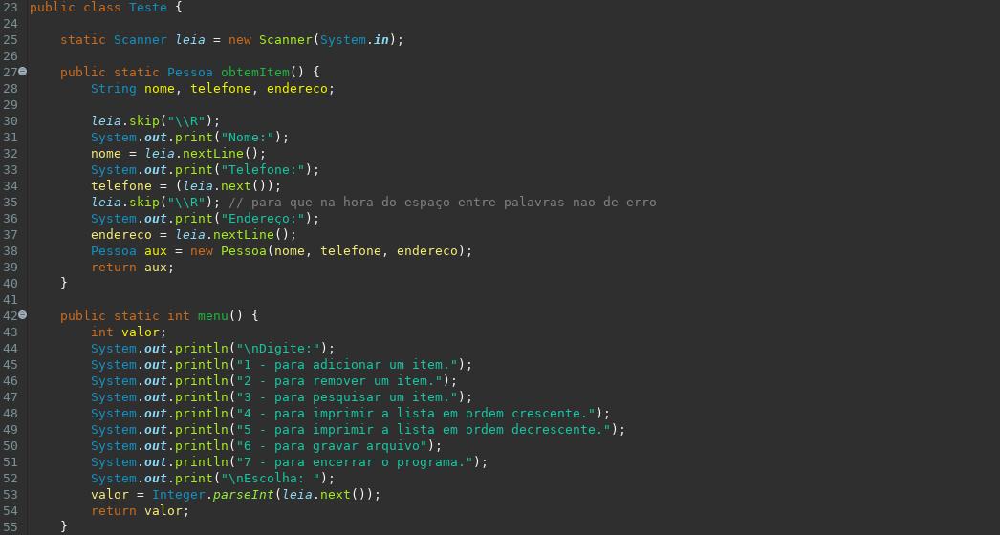 23 public class Teste {
24
25     static Scanner leia = new Scanner(System.in);
26
27     public static Pessoa obtemItem() {
28         String nome, telefone, endereco;
29
30         leia.skip("\\R");
31         System.out.print("Nome:");
32         nome = leia.nextLine();
33         System.out.print("Telefone:");
34         telefone = (leia.next());
35         leia.skip("\\R"); // para que na hora do espaço entre palavras nao de erro
36         System.out.print("Endereço:");
37         endereco = leia.nextLine();
38         Pessoa aux = new Pessoa(nome, telefone, endereco);
39         return aux;
40     }
41
42     public static int menu() {
43         int valor;
44         System.out.println("\nDigite:");
45         System.out.println("1 - para adicionar um item.");
46         System.out.println("2 - para remover um item.");
47         System.out.println("3 - para pesquisar um item.");
48         System.out.println("4 - para imprimir a lista em ordem crescente.");
49         System.out.println("5 - para imprimir a lista em ordem decrescente.");
50         System.out.println("6 - para gravar arquivo");
51         System.out.println("7 - para encerrar o programa.");
52         System.out.print("\nEscolha: ");
53         valor = Integer.parseInt(leia.next());
54         return valor;
55     }